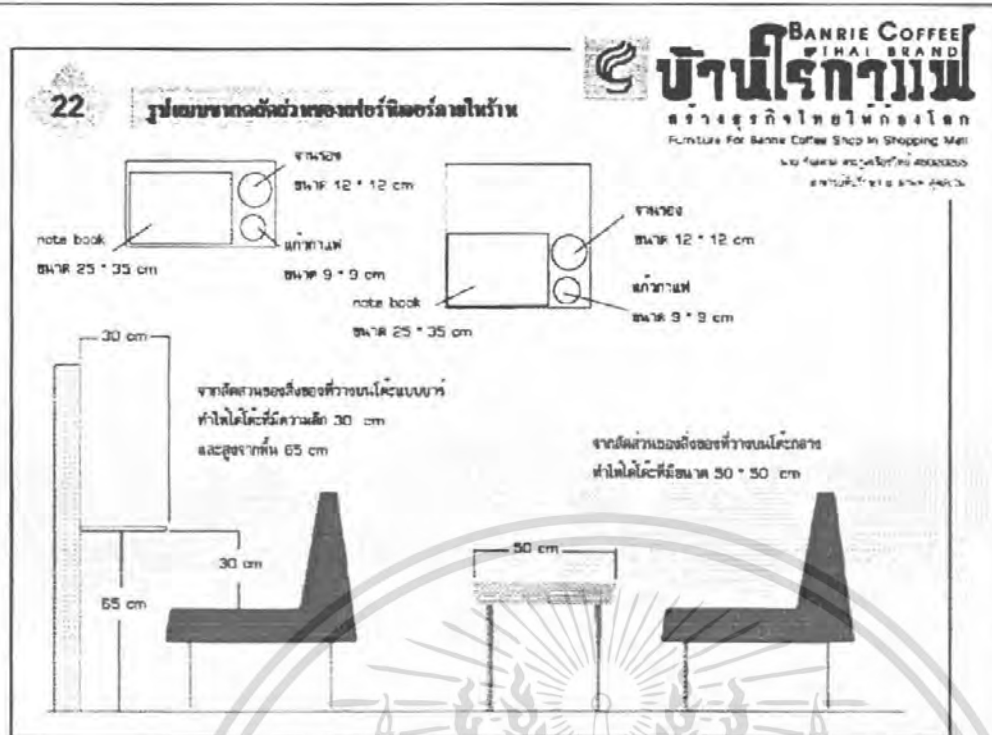 BANRIE COFFEE
THAI BRAND
บ้านไร่กาแฟ
สร้างธุรกิจไทยให้ก้องโลก
Furniture For Banrie Coffee Shop In Shopping Mall
22
รูปแบบขนาดสัดส่วนของเฟอร์นิเจอร์ภายในร้าน
จานรอง
ขนาด 12 * 12 cm
note book
ขนาด 25 * 35 cm
แก้วกาแฟ
ขนาด 9 * 9 cm
จานรอง
ขนาด 12 * 12 cm
แก้วกาแฟ
ขนาด 9 * 9 cm
note book
ขนาด 25 * 35 cm
30 cm
จากสัดส่วนของสิ่งของที่วางบนโต๊ะแบบบาร์
ทำให้ได้โต๊ะที่มีความลึก 30 cm
และสูงจากพื้น 65 cm
จากสัดส่วนของสิ่งของที่วางบนโต๊ะกลาง
ทำให้ได้โต๊ะที่มีขนาด 50 * 50 cm
30 cm
65 cm
50 cm